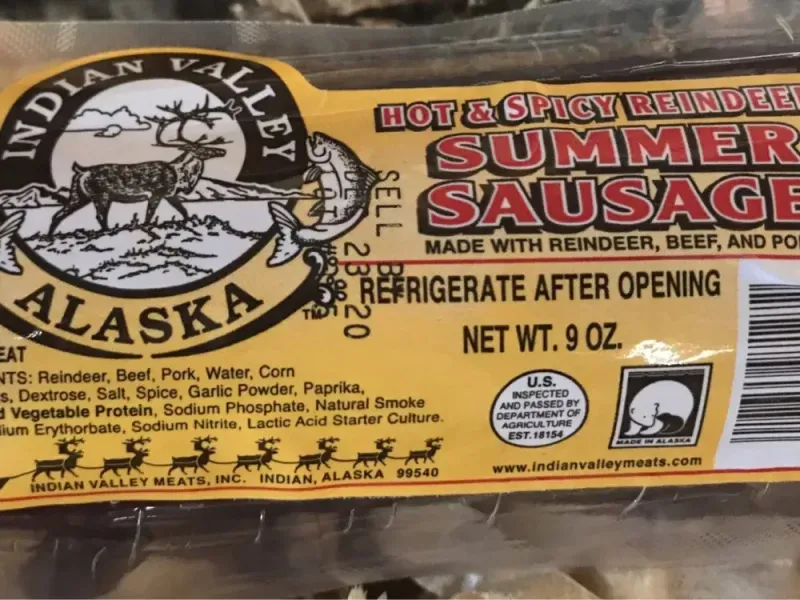 INDIAN VALLEY
ALASKA
TM
HOT & SPICY REINDEER
SUMMER
SAUSAGE
MADE WITH REINDEER, BEEF, AND PO
SELL
REFRIGERATE AFTER OPENING
NET WT. 9 OZ.
EAT
NTS: Reindeer, Beef, Pork, Water, Corn
s, Dextrose, Salt, Spice, Garlic Powder, Paprika,
d Vegetable Protein, Sodium Phosphate, Natural Smoke
ium Erythorbate, Sodium Nitrite, Lactic Acid Starter Culture.
INDIAN VALLEY MEATS, INC. INDIAN, ALASKA 99540
U.S.
INSPECTED
AND PASSED BY
DEPARTMENT OF
AGRICULTURE
EST.18154
MADE IN ALASKA
www.indianvalleymeats.com